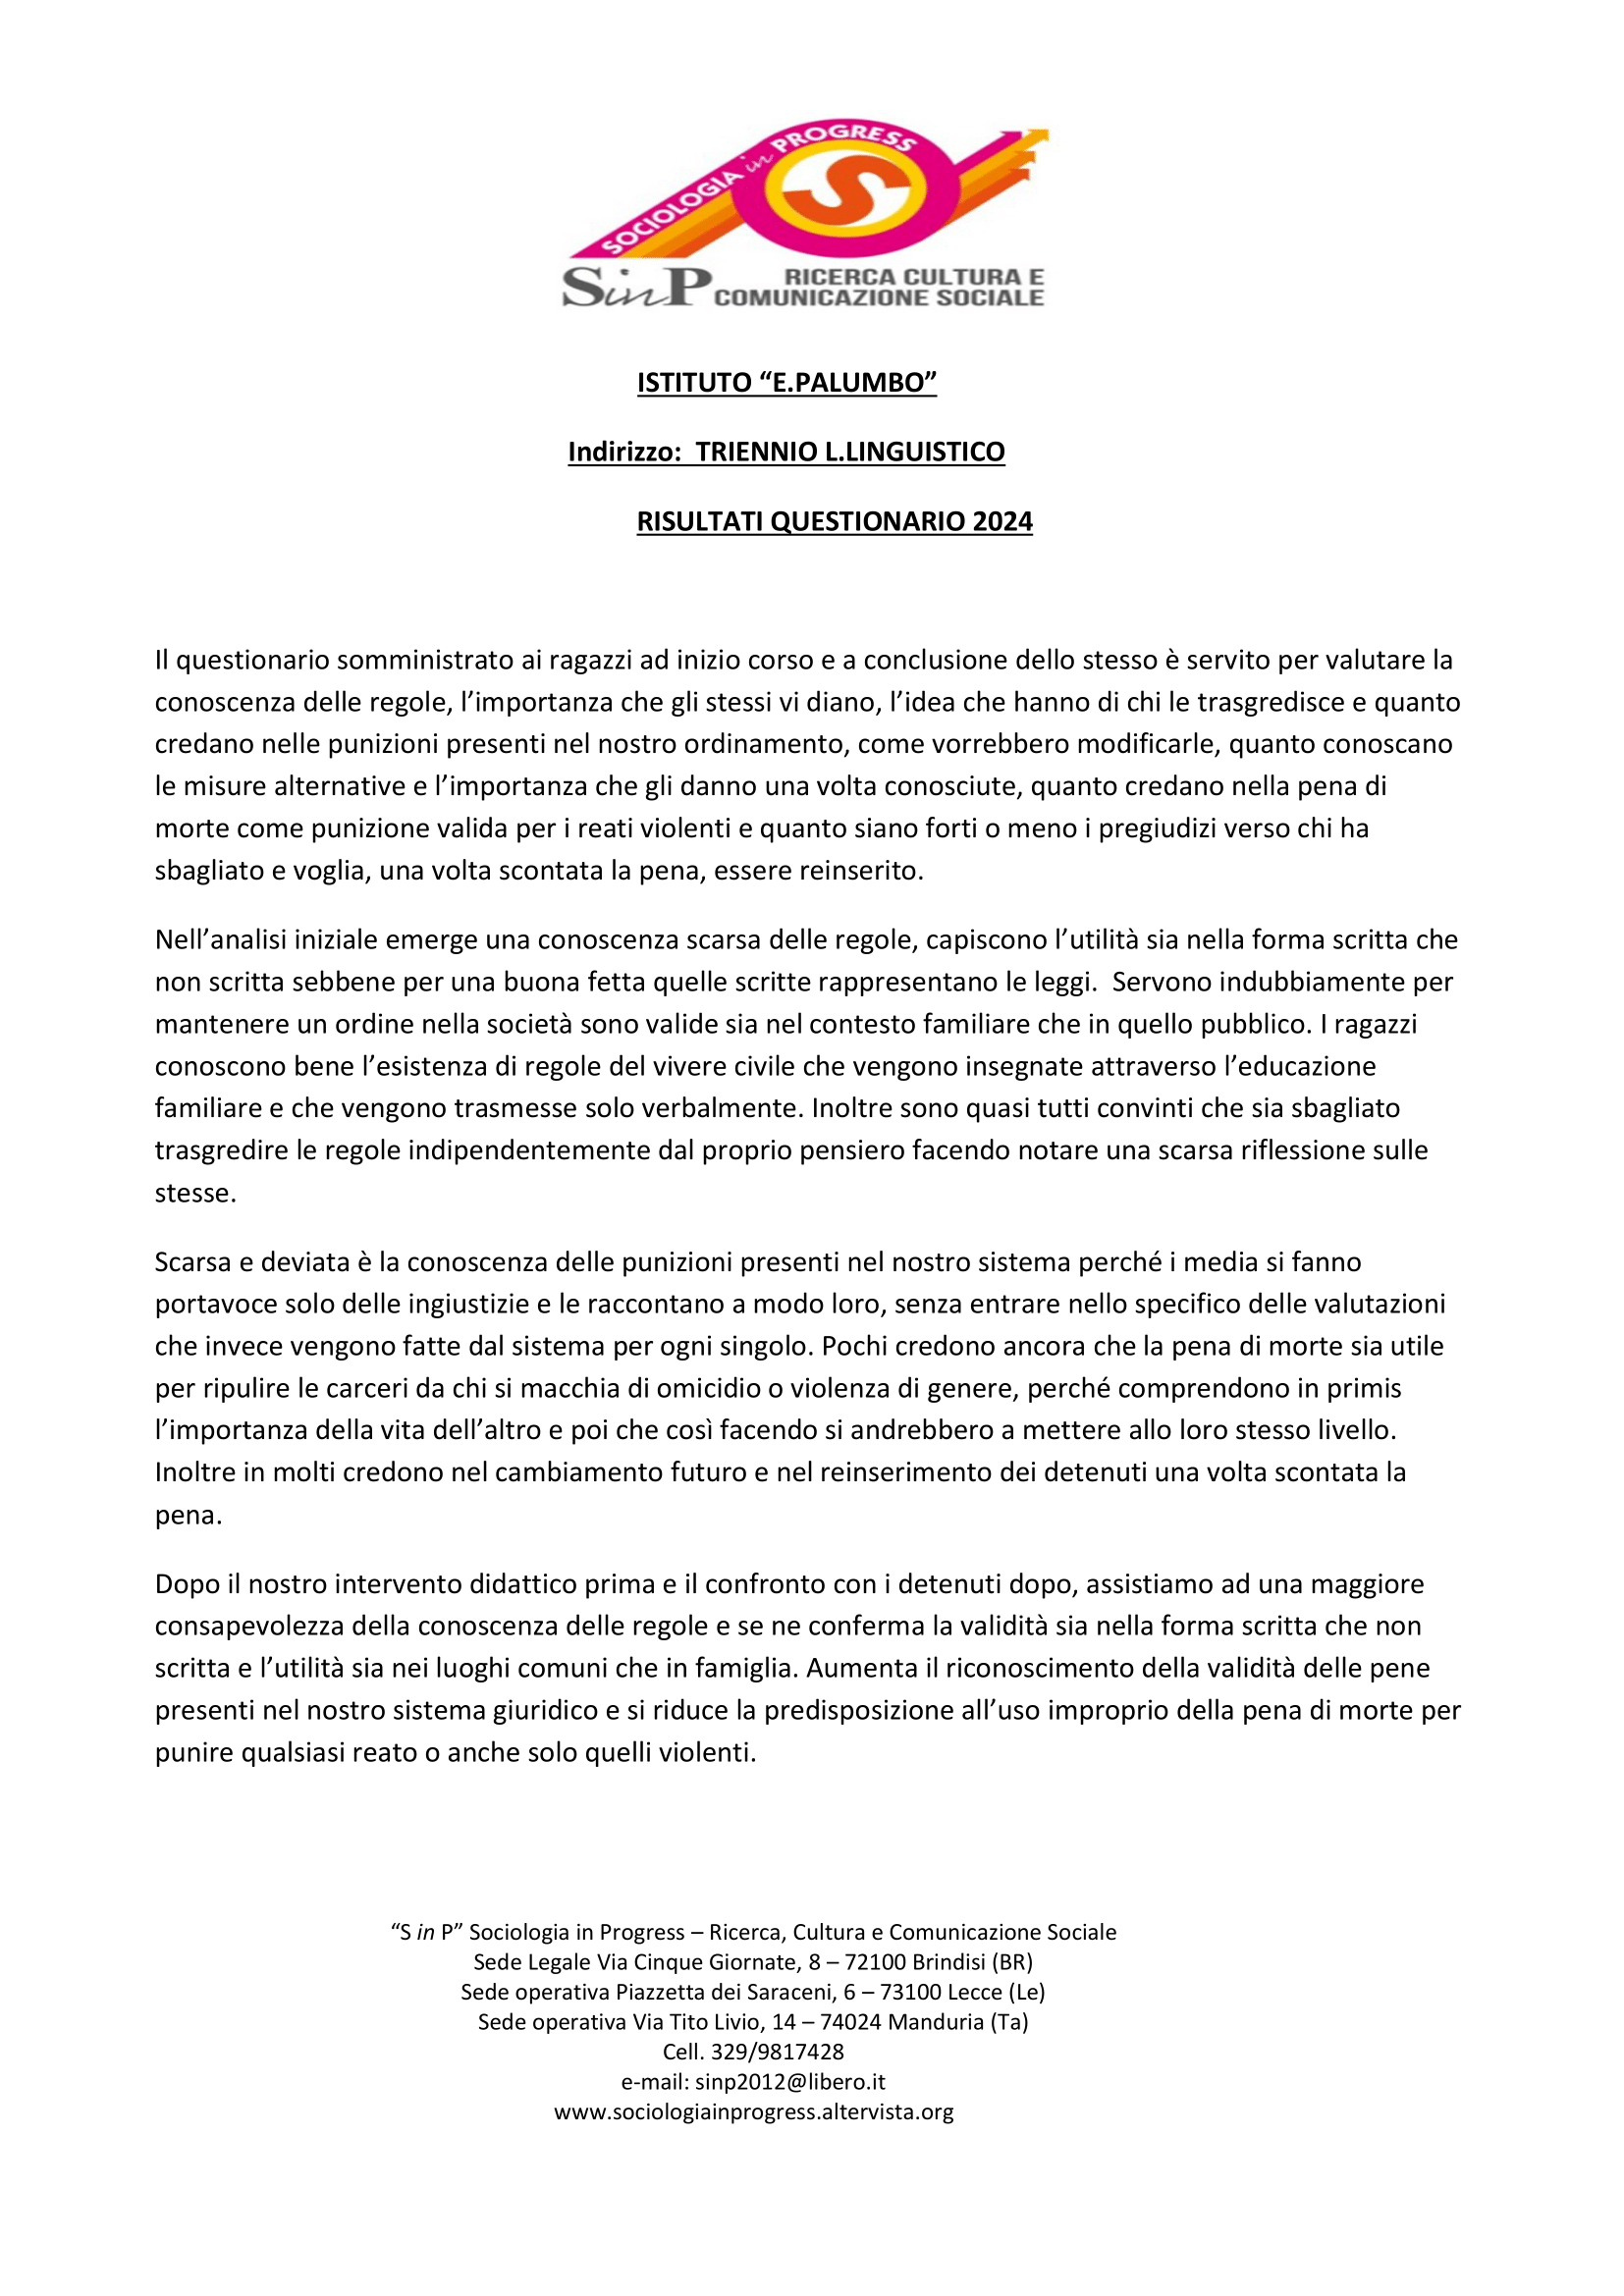 SOCIOLOGIA in PROGRESS
S
SinP RICERCA CULTURA E
COMUNICAZIONE SOCIALE
ISTITUTO “E.PALUMBO”
Indirizzo:  TRIENNIO L.LINGUISTICO
RISULTATI QUESTIONARIO 2024
Il questionario somministrato ai ragazzi ad inizio corso e a conclusione dello stesso è servito per valutare la
conoscenza delle regole, l’importanza che gli stessi vi diano, l’idea che hanno di chi le trasgredisce e quanto
credano nelle punizioni presenti nel nostro ordinamento, come vorrebbero modificarle, quanto conoscano
le misure alternative e l’importanza che gli danno una volta conosciute, quanto credano nella pena di
morte come punizione valida per i reati violenti e quanto siano forti o meno i pregiudizi verso chi ha
sbagliato e voglia, una volta scontata la pena, essere reinserito.
Nell’analisi iniziale emerge una conoscenza scarsa delle regole, capiscono l’utilità sia nella forma scritta che
non scritta sebbene per una buona fetta quelle scritte rappresentano le leggi.  Servono indubbiamente per
mantenere un ordine nella società sono valide sia nel contesto familiare che in quello pubblico. I ragazzi
conoscono bene l’esistenza di regole del vivere civile che vengono insegnate attraverso l’educazione
familiare e che vengono trasmesse solo verbalmente. Inoltre sono quasi tutti convinti che sia sbagliato
trasgredire le regole indipendentemente dal proprio pensiero facendo notare una scarsa riflessione sulle
stesse.
Scarsa e deviata è la conoscenza delle punizioni presenti nel nostro sistema perché i media si fanno
portavoce solo delle ingiustizie e le raccontano a modo loro, senza entrare nello specifico delle valutazioni
che invece vengono fatte dal sistema per ogni singolo. Pochi credono ancora che la pena di morte sia utile
per ripulire le carceri da chi si macchia di omicidio o violenza di genere, perché comprendono in primis
l’importanza della vita dell’altro e poi che così facendo si andrebbero a mettere allo loro stesso livello.
Inoltre in molti credono nel cambiamento futuro e nel reinserimento dei detenuti una volta scontata la
pena.
Dopo il nostro intervento didattico prima e il confronto con i detenuti dopo, assistiamo ad una maggiore
consapevolezza della conoscenza delle regole e se ne conferma la validità sia nella forma scritta che non
scritta e l’utilità sia nei luoghi comuni che in famiglia. Aumenta il riconoscimento della validità delle pene
presenti nel nostro sistema giuridico e si riduce la predisposizione all’uso improprio della pena di morte per
punire qualsiasi reato o anche solo quelli violenti.
“S in P” Sociologia in Progress – Ricerca, Cultura e Comunicazione Sociale
Sede Legale Via Cinque Giornate, 8 – 72100 Brindisi (BR)
Sede operativa Piazzetta dei Saraceni, 6 – 73100 Lecce (Le)
Sede operativa Via Tito Livio, 14 – 74024 Manduria (Ta)
Cell. 329/9817428
e-mail: sinp2012@libero.it
www.sociologiainprogress.altervista.org